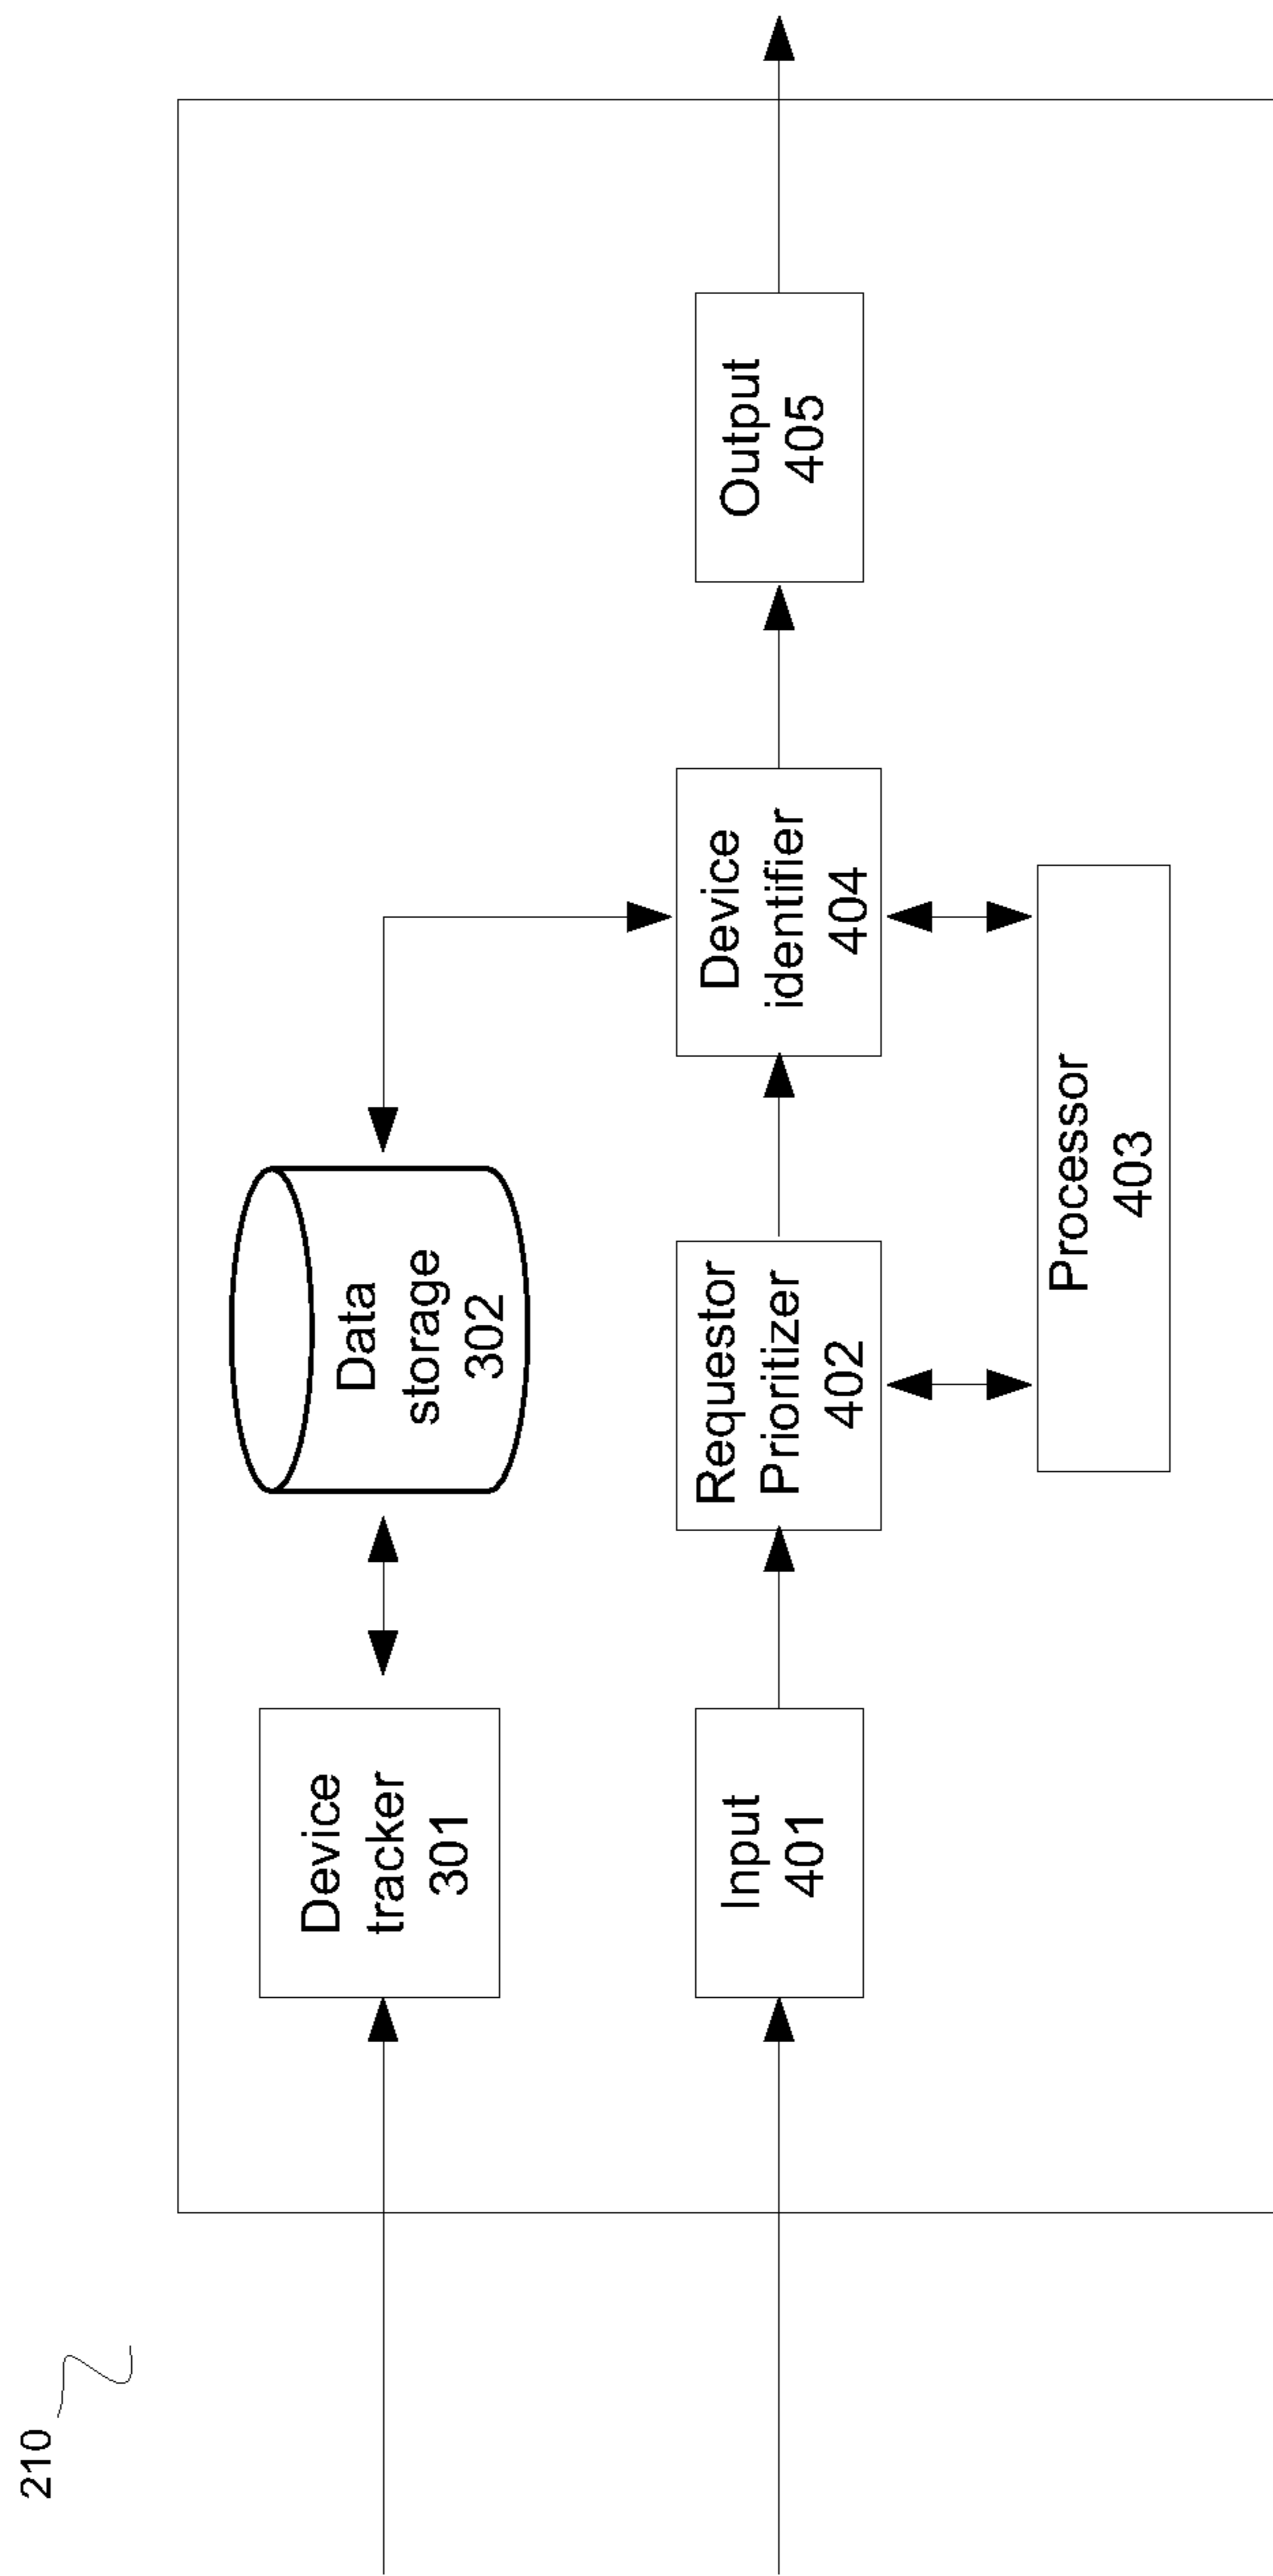 210
Device
tracker
301
Data
storage
302
Input
401
Requestor
Prioritizer
402
Device
identifier
404
Output
405
Processor
403